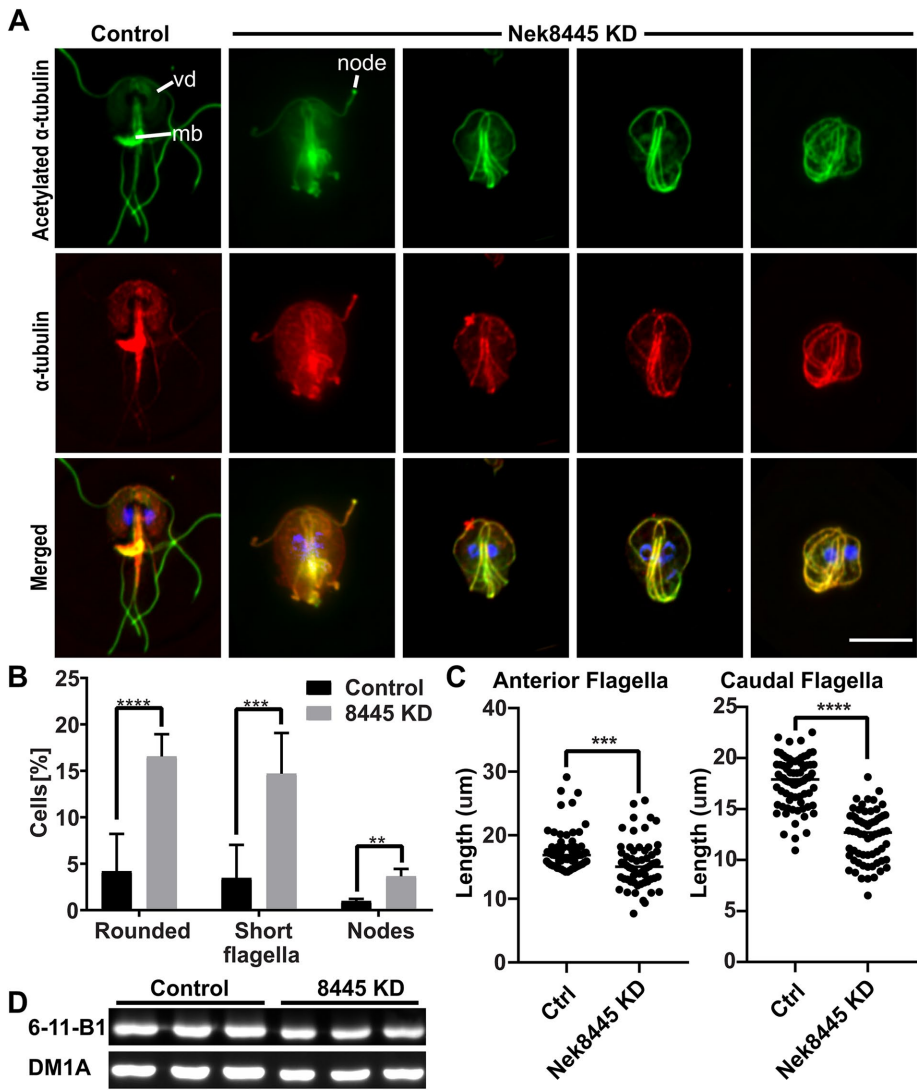 A
Control
Nek8445 KD
Acetylated α-tubulin
vd
mb
node
α-tubulin
Merged
B
Cells[%]
25
20
15
10
5
0
****
***
**
Control
8445 KD
Rounded
Short
flagella
Nodes
C
Anterior Flagella
Length (um)
40
30
20
10
0
***
Ctrl
Nek8445 KD
Caudal Flagella
Length (um)
25
20
15
10
5
0
****
Ctrl
Nek8445 KD
D
Control
8445 KD
6-11-B1
DM1A